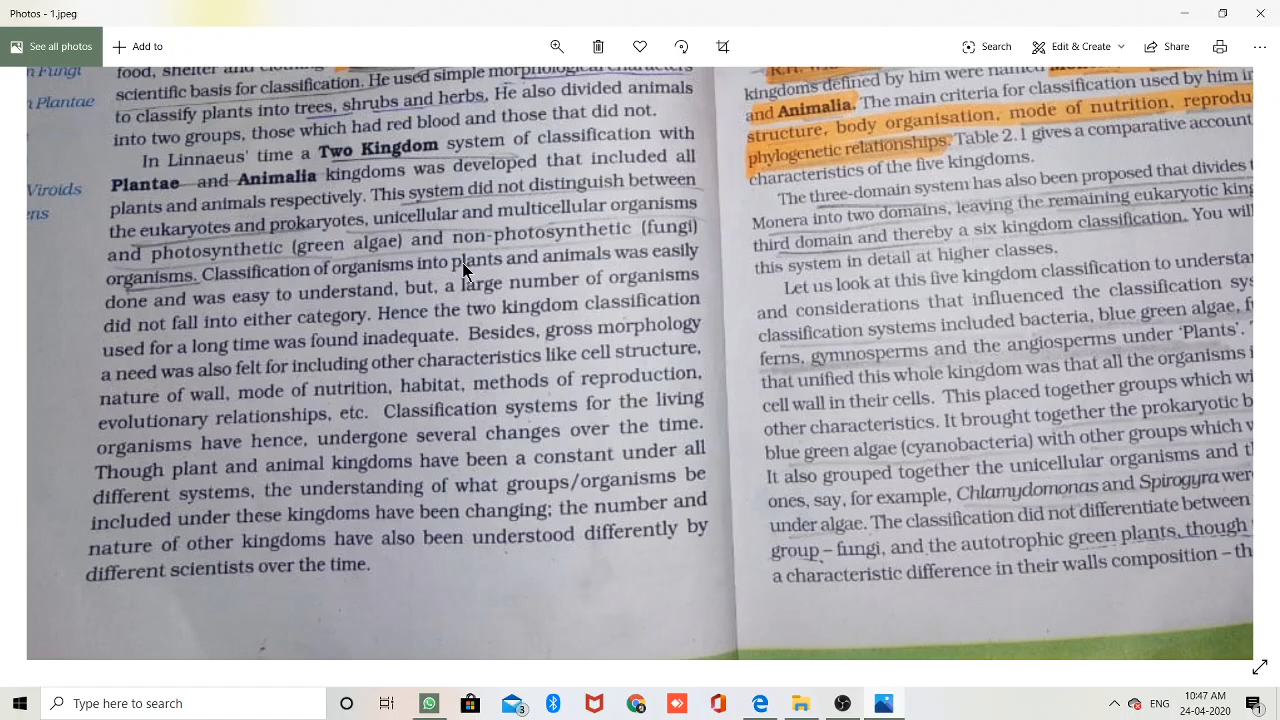 Photos - 1.jpeg
See all photos
Add to
Search
Edit & Create
Share
n Fungi
Plantae
Viroids
ens
food, shelter and
scientific basis for classification. He used simple morphological characters
to classify plants into trees, shrubs and herbs. He also divided animals
into two groups, those which had red blood and those that did not.
In Linnaeus' time a Two Kingdom system of classification with
Plantae and Animalia kingdoms was developed that included all
plants and animals respectively. This system did not distinguish between
the eukaryotes and prokaryotes, unicellular and multicellular organisms
and photosynthetic (green algae) and non-photosynthetic (fungi)
organisms. Classification of organisms into plants and animals was easily
done and was easy to understand, but, a large number of organisms
did not fall into either category. Hence the two kingdom classification
used for a long time was found inadequate. Besides, gross morphology
a need was also felt for including other characteristics like cell structure,
nature of wall, mode of nutrition, habitat, methods of reproduction,
evolutionary relationships, etc. Classification systems for the living
organisms have hence, undergone several changes over the time.
Though plant and animal kingdoms have been a constant under all
different systems, the understanding of what groups/organisms be
included under these kingdoms have been changing; the number and
nature of other kingdoms have also been understood differently by
different scientists over the time.
kingdoms defined by him were named
and Animalia. The main criteria for classification used by him in
structure, body organisation, mode of nutrition, reprodu
phylogenetic relationships. Table 2.1 gives a comparative account
characteristics of the five kingdoms.
The three-domain system has also been proposed that divides t
Monera into two domains, leaving the remaining eukaryotic king
third domain and thereby a six kingdom classification. You will
this system in detail at higher classes.
Let us look at this five kingdom classification to understa
and considerations that influenced the classification sys
classification systems included bacteria, blue green algae, f
ferns, gymnosperms and the angiosperms under 'Plants'.
that unified this whole kingdom was that all the organisms i
cell wall in their cells. This placed together groups which wi
other characteristics. It brought together the prokaryotic b
blue green algae (cyanobacteria) with other groups which w
It also grouped together the unicellular organisms and t
ones, say, for example, Chlamydomonas and Spirogyra were
under algae. The classification did not differentiate between
group – fungi, and the autotrophic green plants, though
a characteristic difference in their walls composition – th
Type here to search
3
ENG
10:47 AM
24-04-2020
1